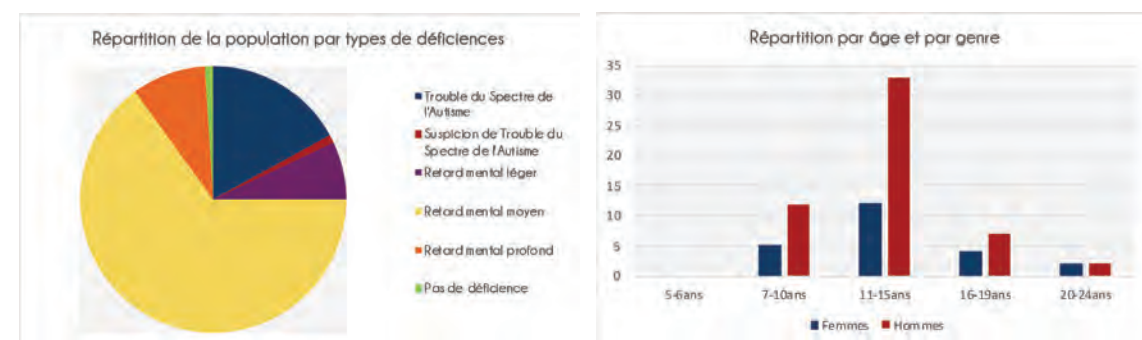 Répartition de la population par types de déficiences
Trouble du Spectre de
l'Autisme
Suspicion de Trouble du
Spectre de l'Autisme
Retard mental léger
Retard mental moyen
Retard mental profond
Pas de déficience
Répartition par âge et par genre
35
30
25
20
15
10
5
0
5-6ans 7-10ans 11-15ans 16-19ans 20-24ans
Femmes Hommes